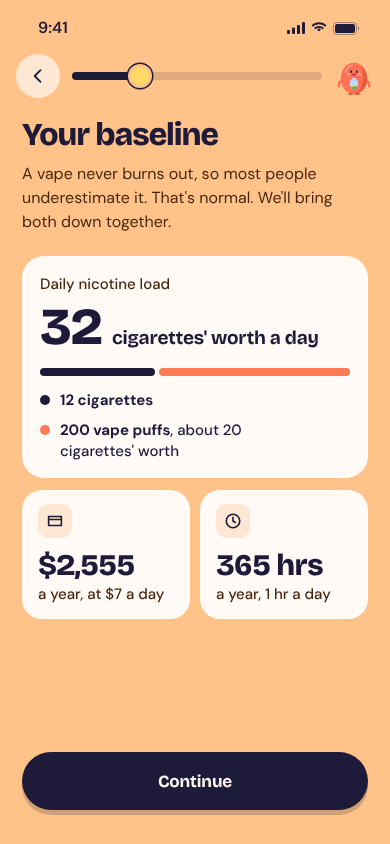 9:41
Your baseline
A vape never burns out, so most people
underestimate it. That's normal. We'll bring
both down together.
Daily nicotine load
32 cigarettes' worth a day
12 cigarettes
200 vape puffs, about 20
cigarettes' worth
$2,555
a year, at $7 a day
365 hrs
a year, 1 hr a day
Continue